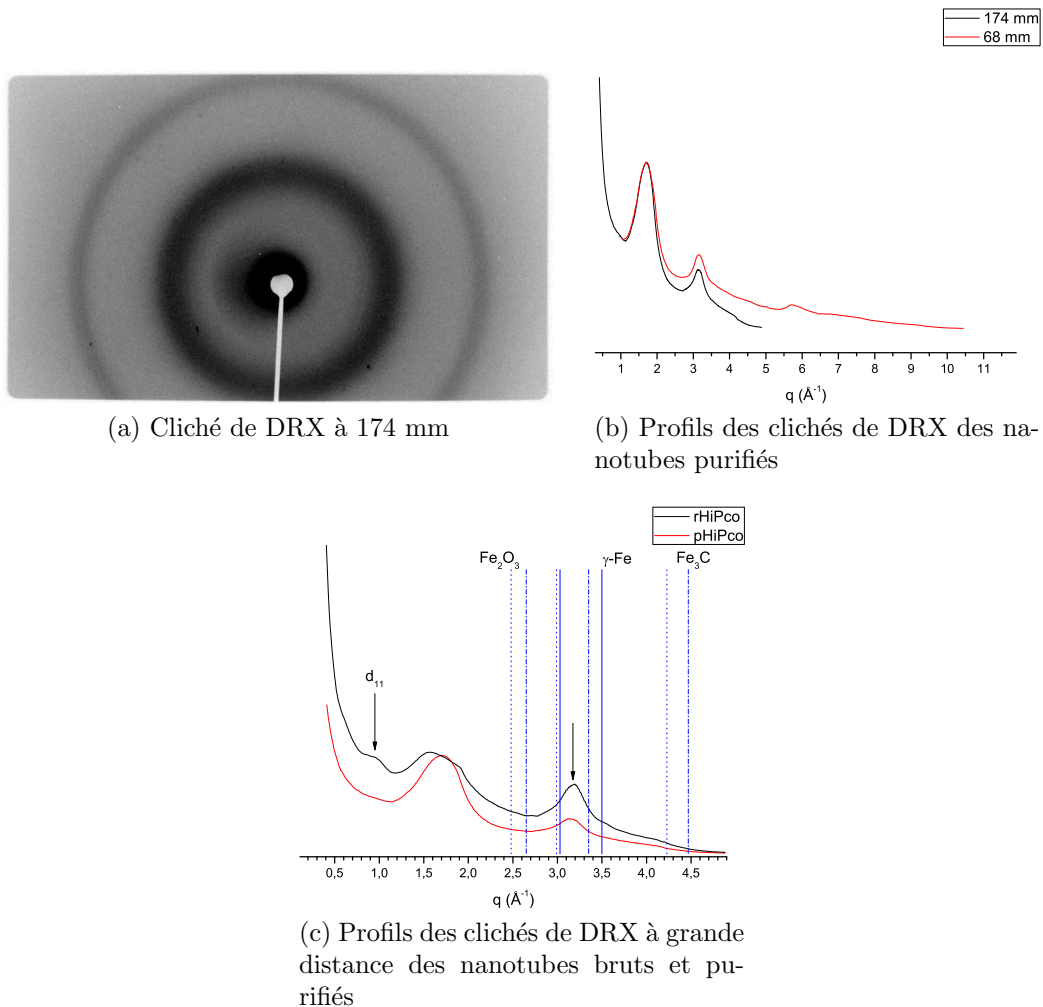 174 mm
68 mm
1 2 3 4 5 6 7 8 9 10 11
q (Å⁻¹)
(a) Cliché de DRX à 174 mm
(b) Profils des clichés de DRX des na-
notubes purifiés
rHiPco
pHiPco
Fe₂O₃ γ-Fe Fe₃C
d₁₁
0,5 1,0 1,5 2,0 2,5 3,0 3,5 4,0 4,5
q (Å⁻¹)
(c) Profils des clichés de DRX à grande
distance des nanotubes bruts et pu-
rifiés